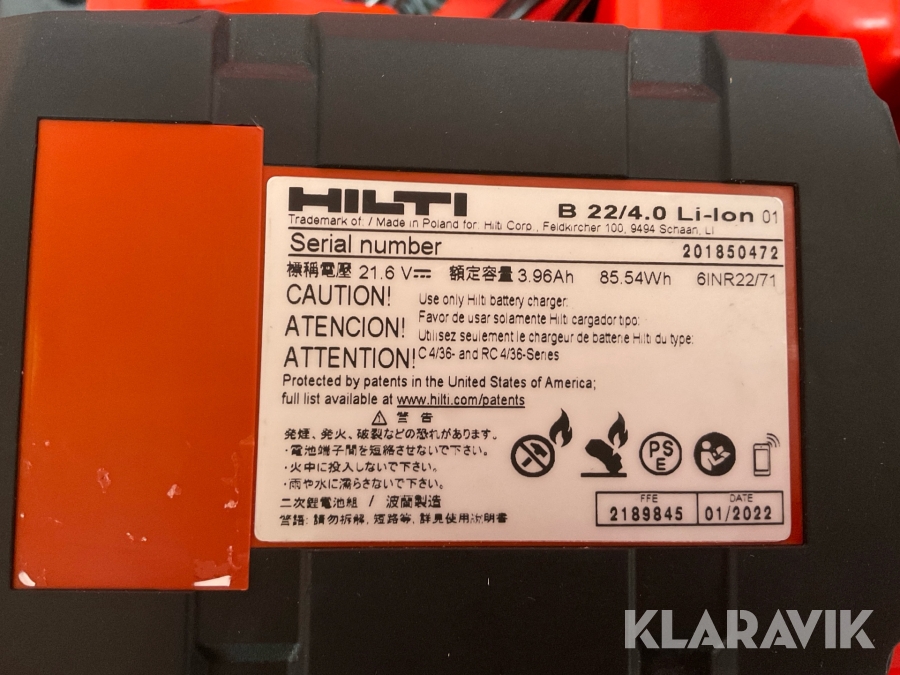 HILTI
B 22/4.0 Li-Ion 01
Trademark of: / Made in Poland for: Hilti Corp., Feldkircher 100, 9494 Schaan, LI
Serial number 201850472
標稱電壓 21.6 V⎓ 額定容量 3.96Ah 85.54Wh 6INR22/71
CAUTION! Use only Hilti battery charger:
ATENCION! Favor de usar solamente Hilti cargador tipo:
ATTENTION! Utilisez seulement le chargeur de batterie Hilti du type:
C 4/36- and RC 4/36-Series
Protected by patents in the United States of America;
full list available at www.hilti.com/patents
⚠ 警 告
発煙、発火、破裂などの恐れがあります。
・電池端子間を短絡させないで下さい。
・火中に投入しないで下さい。
・雨や水に濡らさないで下さい。
二次鋰電池組 / 波蘭製造
警語: 請勿拆解, 短路等, 詳見使用說明書
PS
E
FFE DATE
2189845 01/2022
KLARAVIK